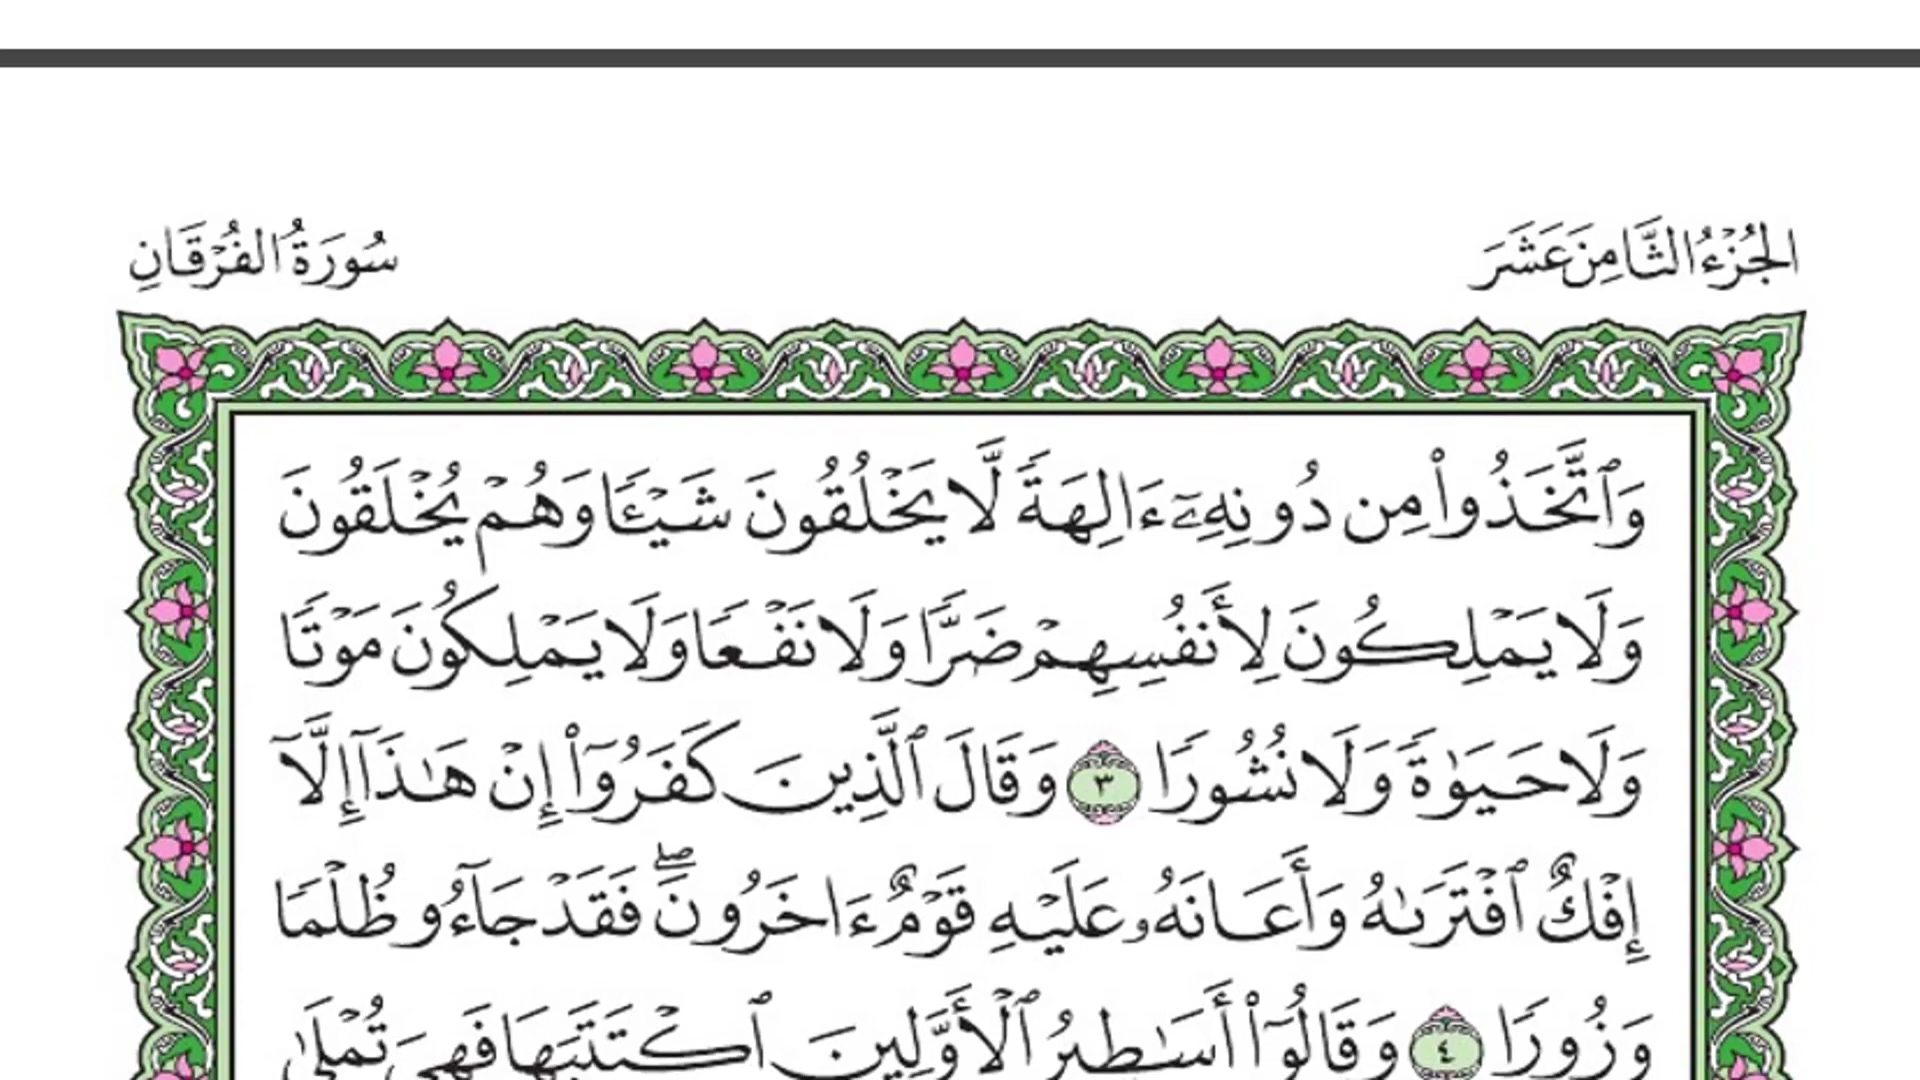 الجُزْءُ الثَّامِنَ عَشَرَ
سُورَةُ الفُرْقَانِ
وَٱتَّخَذُوا۟ مِن دُونِهِۦٓ ءَالِهَةً لَّا يَخْلُقُونَ شَيْـًٔا وَهُمْ يُخْلَقُونَ
وَلَا يَمْلِكُونَ لِأَنفُسِهِمْ ضَرًّا وَلَا نَفْعًا وَلَا يَمْلِكُونَ مَوْتًا
وَلَا حَيَوٰةً وَلَا نُشُورًا ٣ وَقَالَ ٱلَّذِينَ كَفَرُوٓا۟ إِنْ هَـٰذَآ إِلَّآ
إِفْكٌ ٱفْتَرَىٰهُ وَأَعَانَهُۥ عَلَيْهِ قَوْمٌ ءَاخَرُونَ ۖ فَقَدْ جَآءُو ظُلْمًا
وَزُورًا ٤ وَقَالُوٓا۟ أَسَـٰطِيرُ ٱلْأَوَّلِينَ ٱكْتَتَبَهَا فَهِىَ تُمْلَىٰ